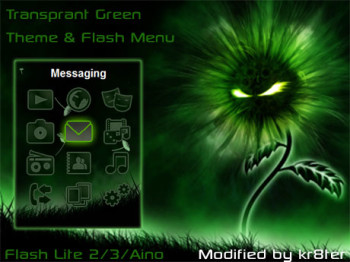 Transprant Green
Theme & Flash Menu
Messaging
Flash Lite 2/3/Aino
Modified by kr8ter